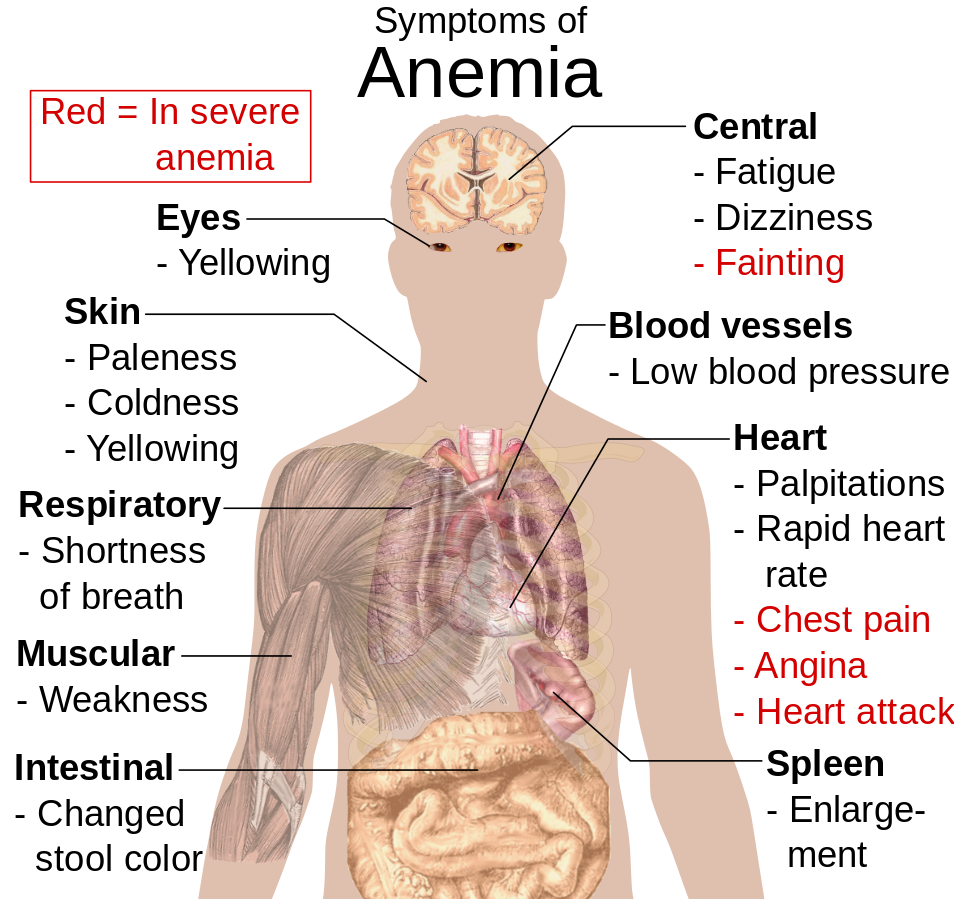 Symptoms of
Anemia
Red = In severe
anemia
Eyes
- Yellowing
Skin
- Paleness
- Coldness
- Yellowing
Respiratory
- Shortness
of breath
Muscular
- Weakness
Intestinal
- Changed
stool color
Central
- Fatigue
- Dizziness
- Fainting
Blood vessels
- Low blood pressure
Heart
- Palpitations
- Rapid heart
rate
- Chest pain
- Angina
- Heart attack
Spleen
- Enlarge-
ment